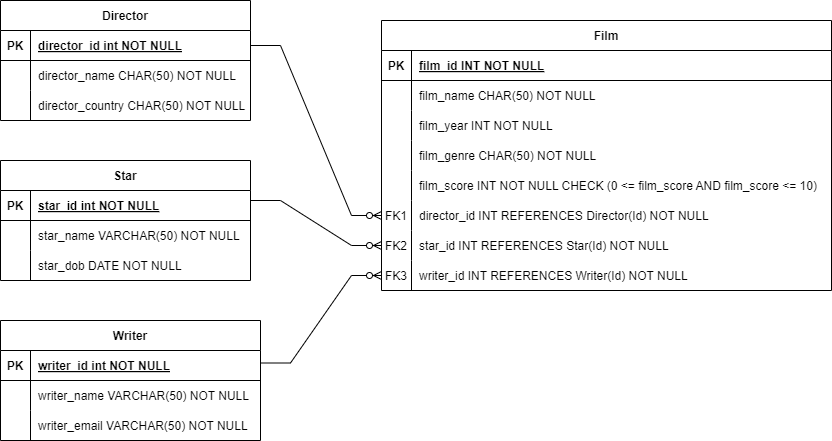 Director
PK director_id int NOT NULL
director_name CHAR(50) NOT NULL
director_country CHAR(50) NOT NULL
Star
PK star_id int NOT NULL
star_name VARCHAR(50) NOT NULL
star_dob DATE NOT NULL
Writer
PK writer_id int NOT NULL
writer_name VARCHAR(50) NOT NULL
writer_email VARCHAR(50) NOT NULL
Film
PK film_id INT NOT NULL
film_name CHAR(50) NOT NULL
film_year INT NOT NULL
film_genre CHAR(50) NOT NULL
film_score INT NOT NULL CHECK (0 <= film_score AND film_score <= 10)
FK1 director_id INT REFERENCES Director(Id) NOT NULL
FK2 star_id INT REFERENCES Star(Id) NOT NULL
FK3 writer_id INT REFERENCES Writer(Id) NOT NULL